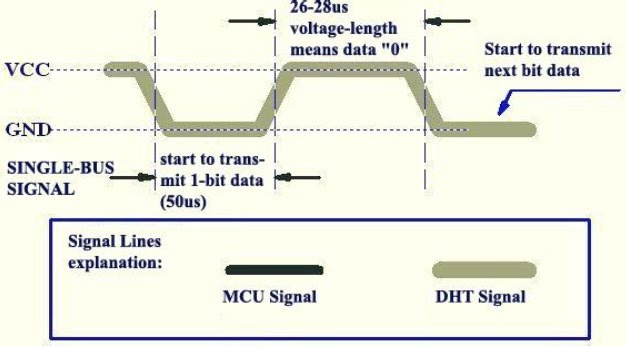 26-28us
voltage-length
means data "0"
Start to transmit
next bit data
VCC
GND
SINGLE-BUS
SIGNAL
start to trans-
mit 1-bit data
(50us)
Signal Lines
explanation:
MCU Signal
DHT Signal